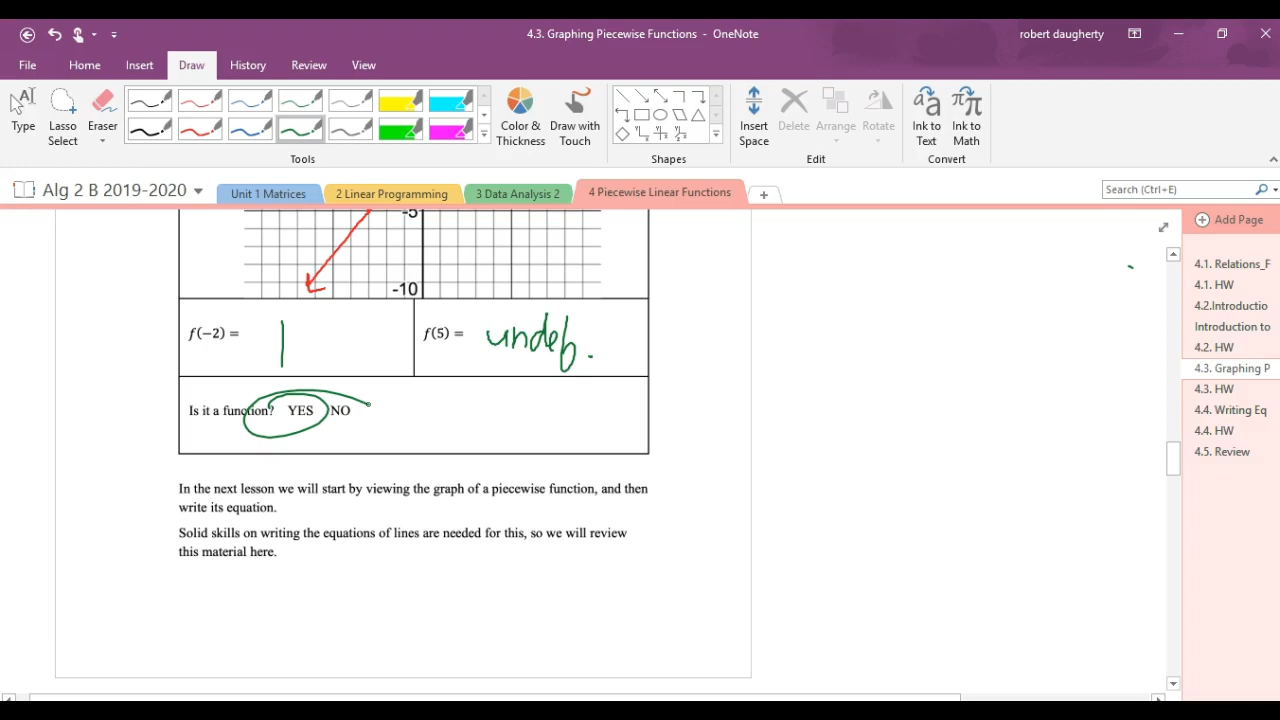 4.3. Graphing Piecewise Functions - OneNote
robert daugherty
File Home Insert Draw History Review View
Type
Lasso Select
Eraser
Color & Thickness
Draw with Touch
Insert Space
Delete
Arrange
Rotate
Ink to Text
Ink to Math
Tools
Shapes
Edit
Convert
Alg 2 B 2019-2020
Unit 1 Matrices
2 Linear Programming
3 Data Analysis 2
4 Piecewise Linear Functions
Search (Ctrl+E)
Add Page
4.1. Relations_F
4.1. HW
4.2.Introductio
Introduction to
4.2. HW
4.3. Graphing P
4.3. HW
4.4. Writing Eq
4.4. HW
4.5. Review
-5
-10
f(−2) = 1
f(5) = undef.
Is it a function? YES NO
In the next lesson we will start by viewing the graph of a piecewise function, and then
write its equation.
Solid skills on writing the equations of lines are needed for this, so we will review
this material here.